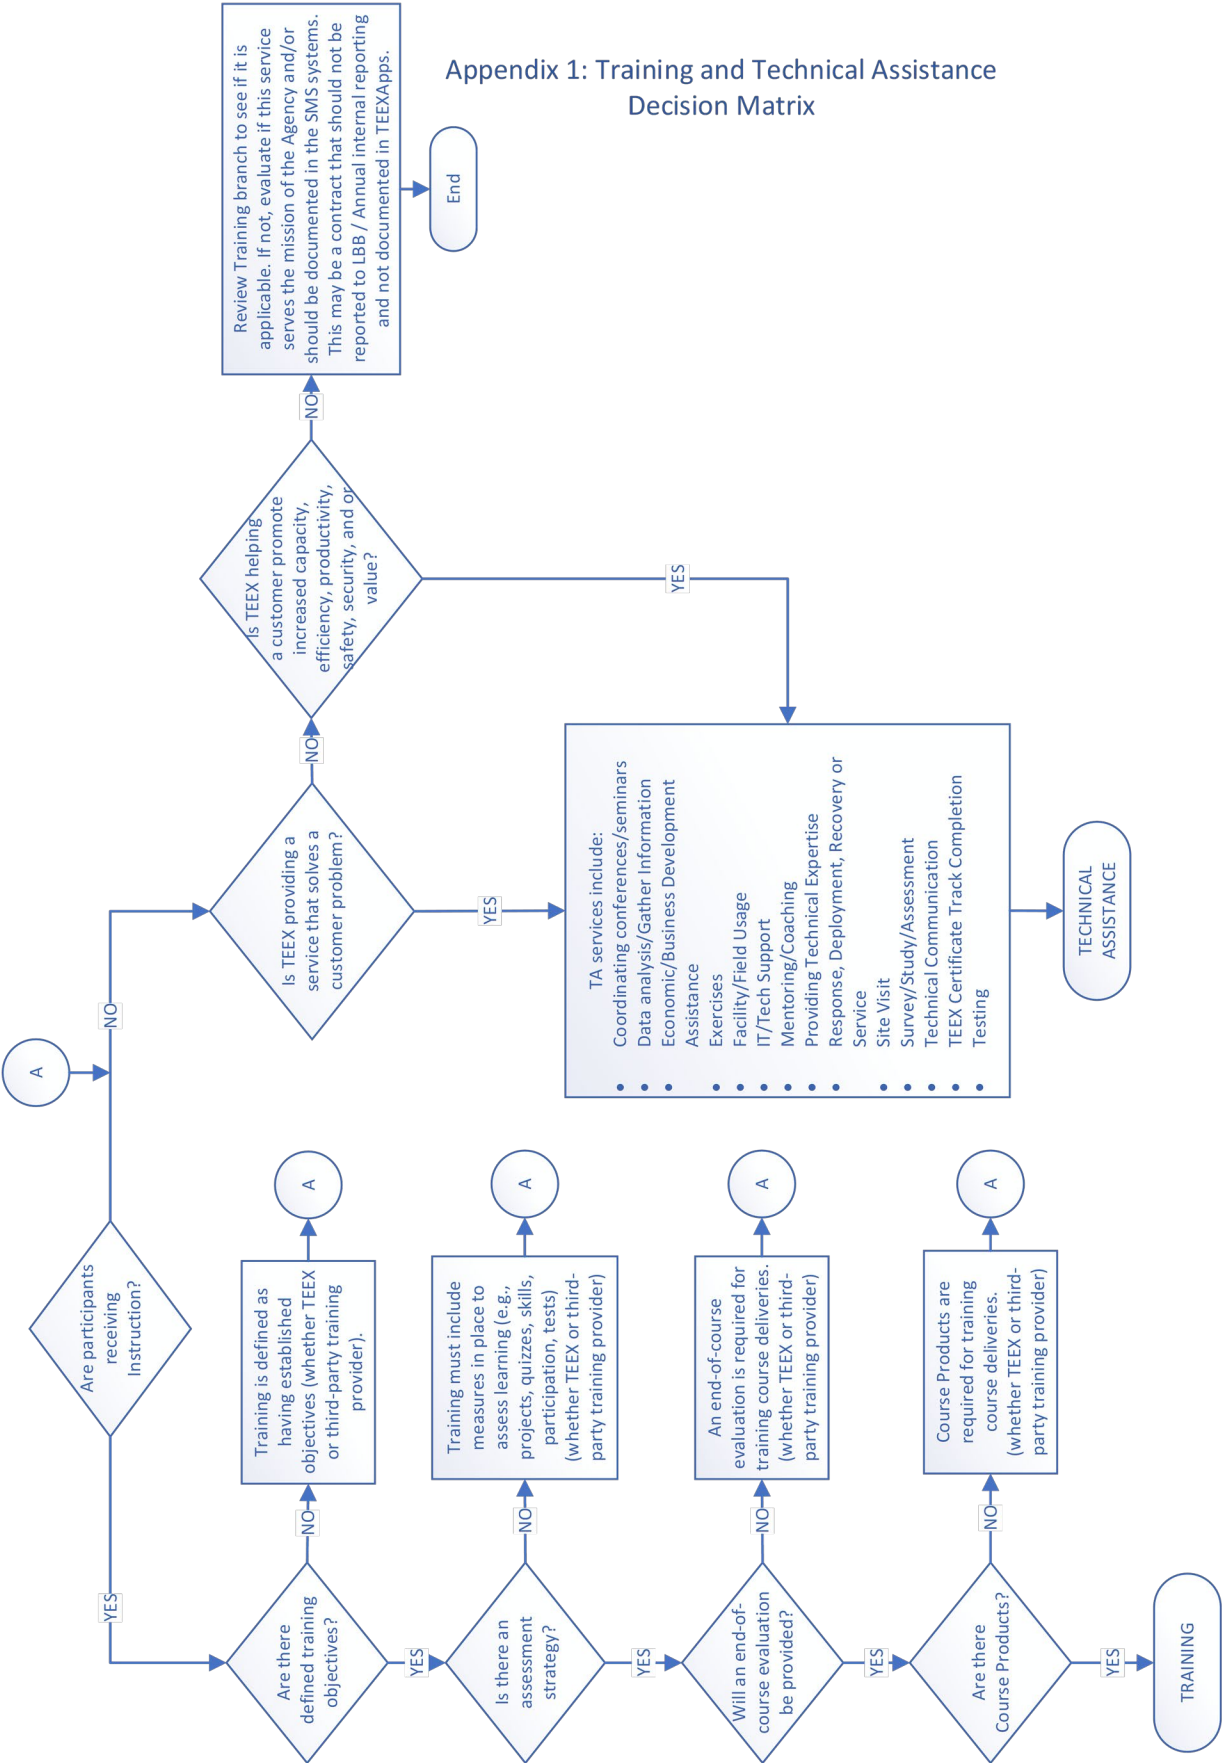 Appendix 1: Training and Technical Assistance
Decision Matrix
A
Are participants
receiving
Instruction?
YES
NO
Are there
defined training
objectives?
NO
Training is defined as
having established
objectives (whether TEEX
or third-party training
provider).
A
YES
Is there an
assessment
strategy?
NO
Training must include
measures in place to
assess learning (e.g.,
projects, quizzes, skills,
participation, tests)
(whether TEEX or third-
party training provider)
A
YES
Will an end-of-
course evaluation
be provided?
NO
An end-of-course
evaluation is required for
training course deliveries.
(whether TEEX or third-
party training provider)
A
YES
Are there
Course Products?
NO
Course Products are
required for training
course deliveries.
(whether TEEX or third-
party training provider)
A
YES
TRAINING
Is TEEX providing a
service that solves a
customer problem?
YES
NO
TA services include:
• Coordinating conferences/seminars
• Data analysis/Gather Information
• Economic/Business Development
Assistance
• Exercises
• Facility/Field Usage
• IT/Tech Support
• Mentoring/Coaching
• Providing Technical Expertise
• Response, Deployment, Recovery or
Service
• Site Visit
• Survey/Study/Assessment
• Technical Communication
• TEEX Certificate Track Completion
• Testing
TECHNICAL
ASSISTANCE
Is TEEX helping
a customer promote
increased capacity,
efficiency, productivity,
safety, security, and or
value?
YES
NO
Review Training branch to see if it is
applicable. If not, evaluate if this service
serves the mission of the Agency and/or
should be documented in the SMS systems.
This may be a contract that should not be
reported to LBB / Annual internal reporting
and not documented in TEEXApps.
End